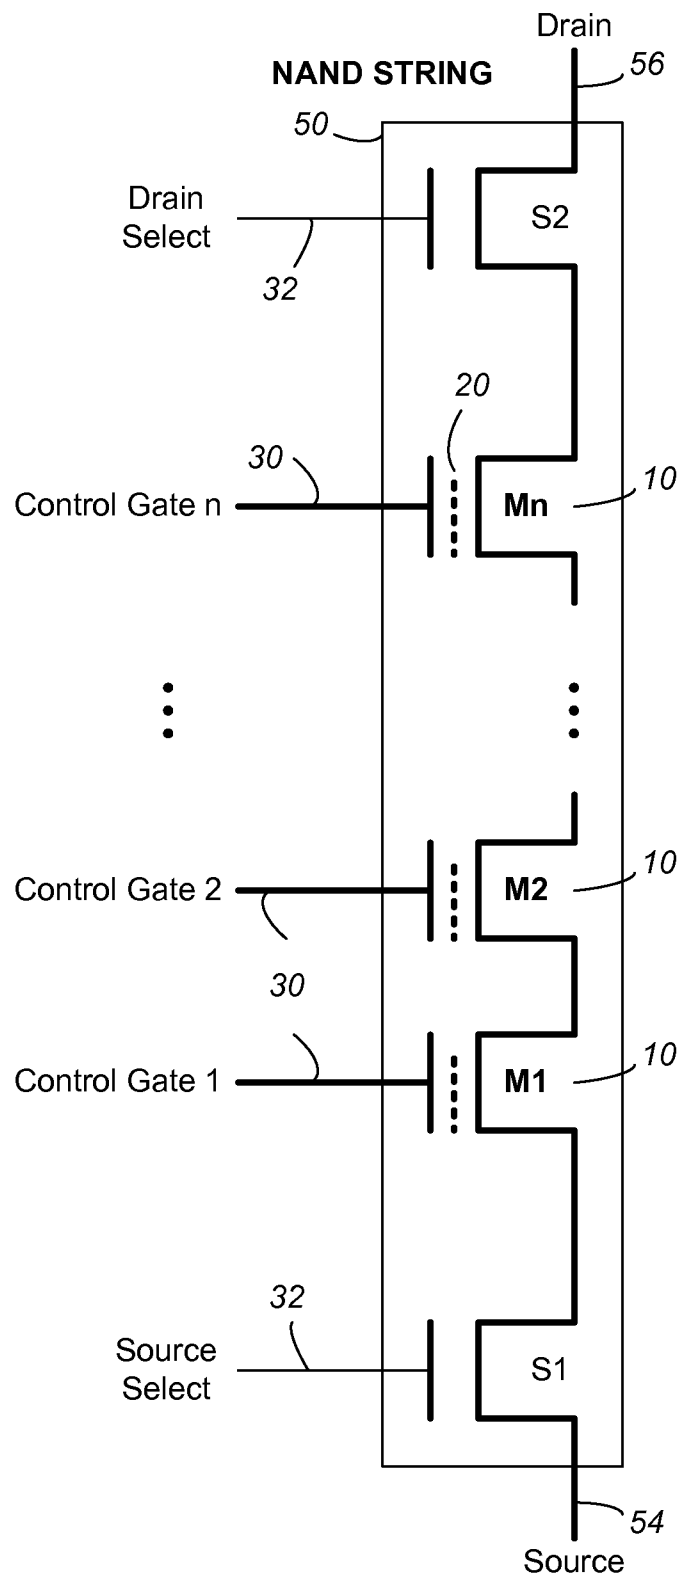 Drain
56
NAND STRING
50
Drain
Select
S2
32
20
30
10
Control Gate n
Mn
10
Control Gate 2
M2
30
10
Control Gate 1
M1
32
Source
Select
S1
54
Source